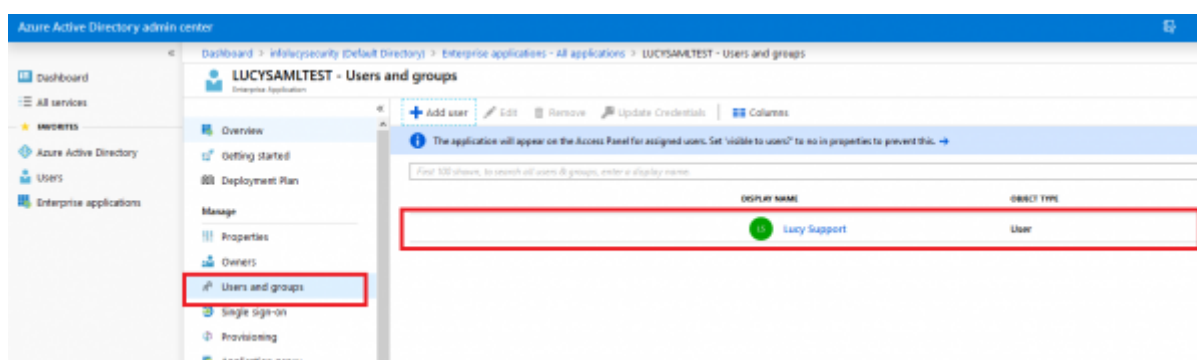 Azure Active Directory admin center
Dashboard > infolucysecurity (Default Directory) > Enterprise applications - All applications > LUCYSAMLTEST - Users and groups
LUCYSAMLTEST - Users and groups
Enterprise Application
Dashboard
All services
FAVORITES
Azure Active Directory
Users
Enterprise applications
Overview
Getting started
Deployment Plan
Manage
Properties
Owners
Users and groups
Single sign-on
Provisioning
Application proxy
+ Add user Edit Remove Update Credentials Columns
The application will appear on the Access Panel for assigned users. Set 'visible to users?' to no in properties to prevent this. →
First 100 shown, to search all users & groups, enter a display name.
DISPLAY NAME OBJECT TYPE
LS Lucy Support User